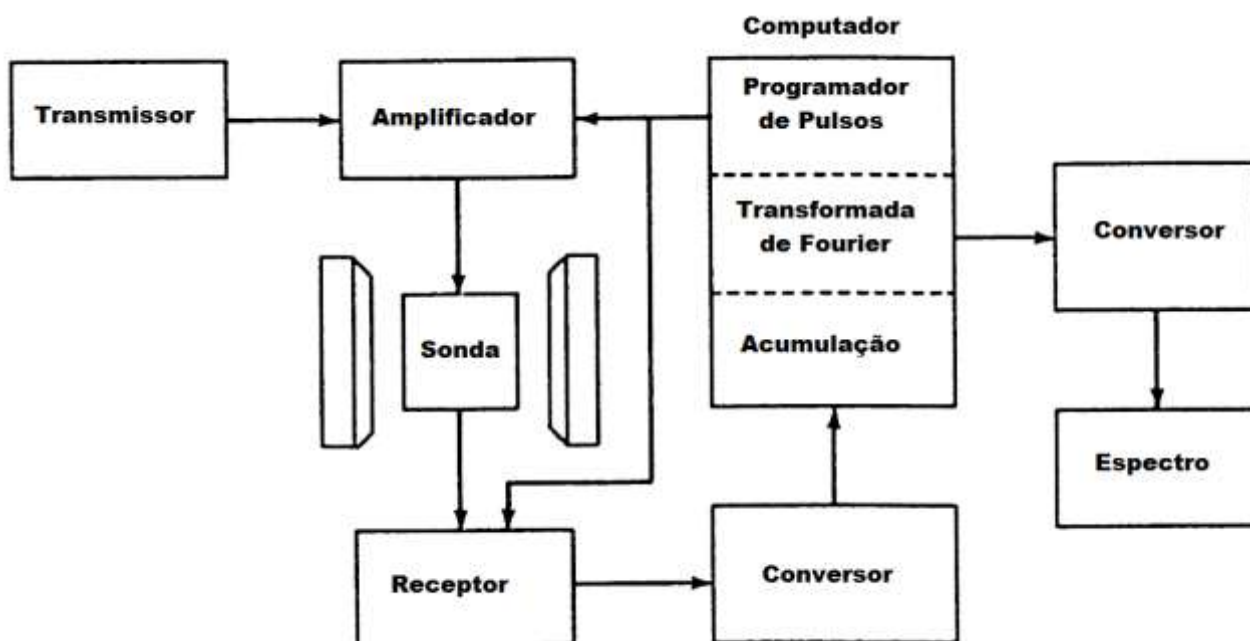 Computador
Transmissor
Amplificador
Programador
de Pulsos
Transformada
de Fourier
Conversor
Sonda
Acumulação
Espectro
Receptor
Conversor